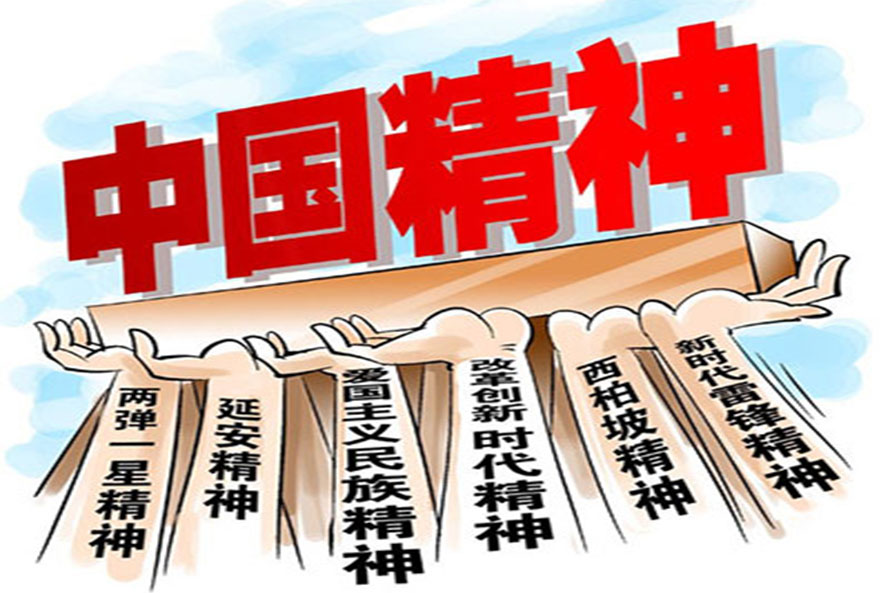 中国精神
两弹一星精神
延安精神
爱国主义民族精神
改革创新时代精神
西柏坡精神
新时代雷锋精神